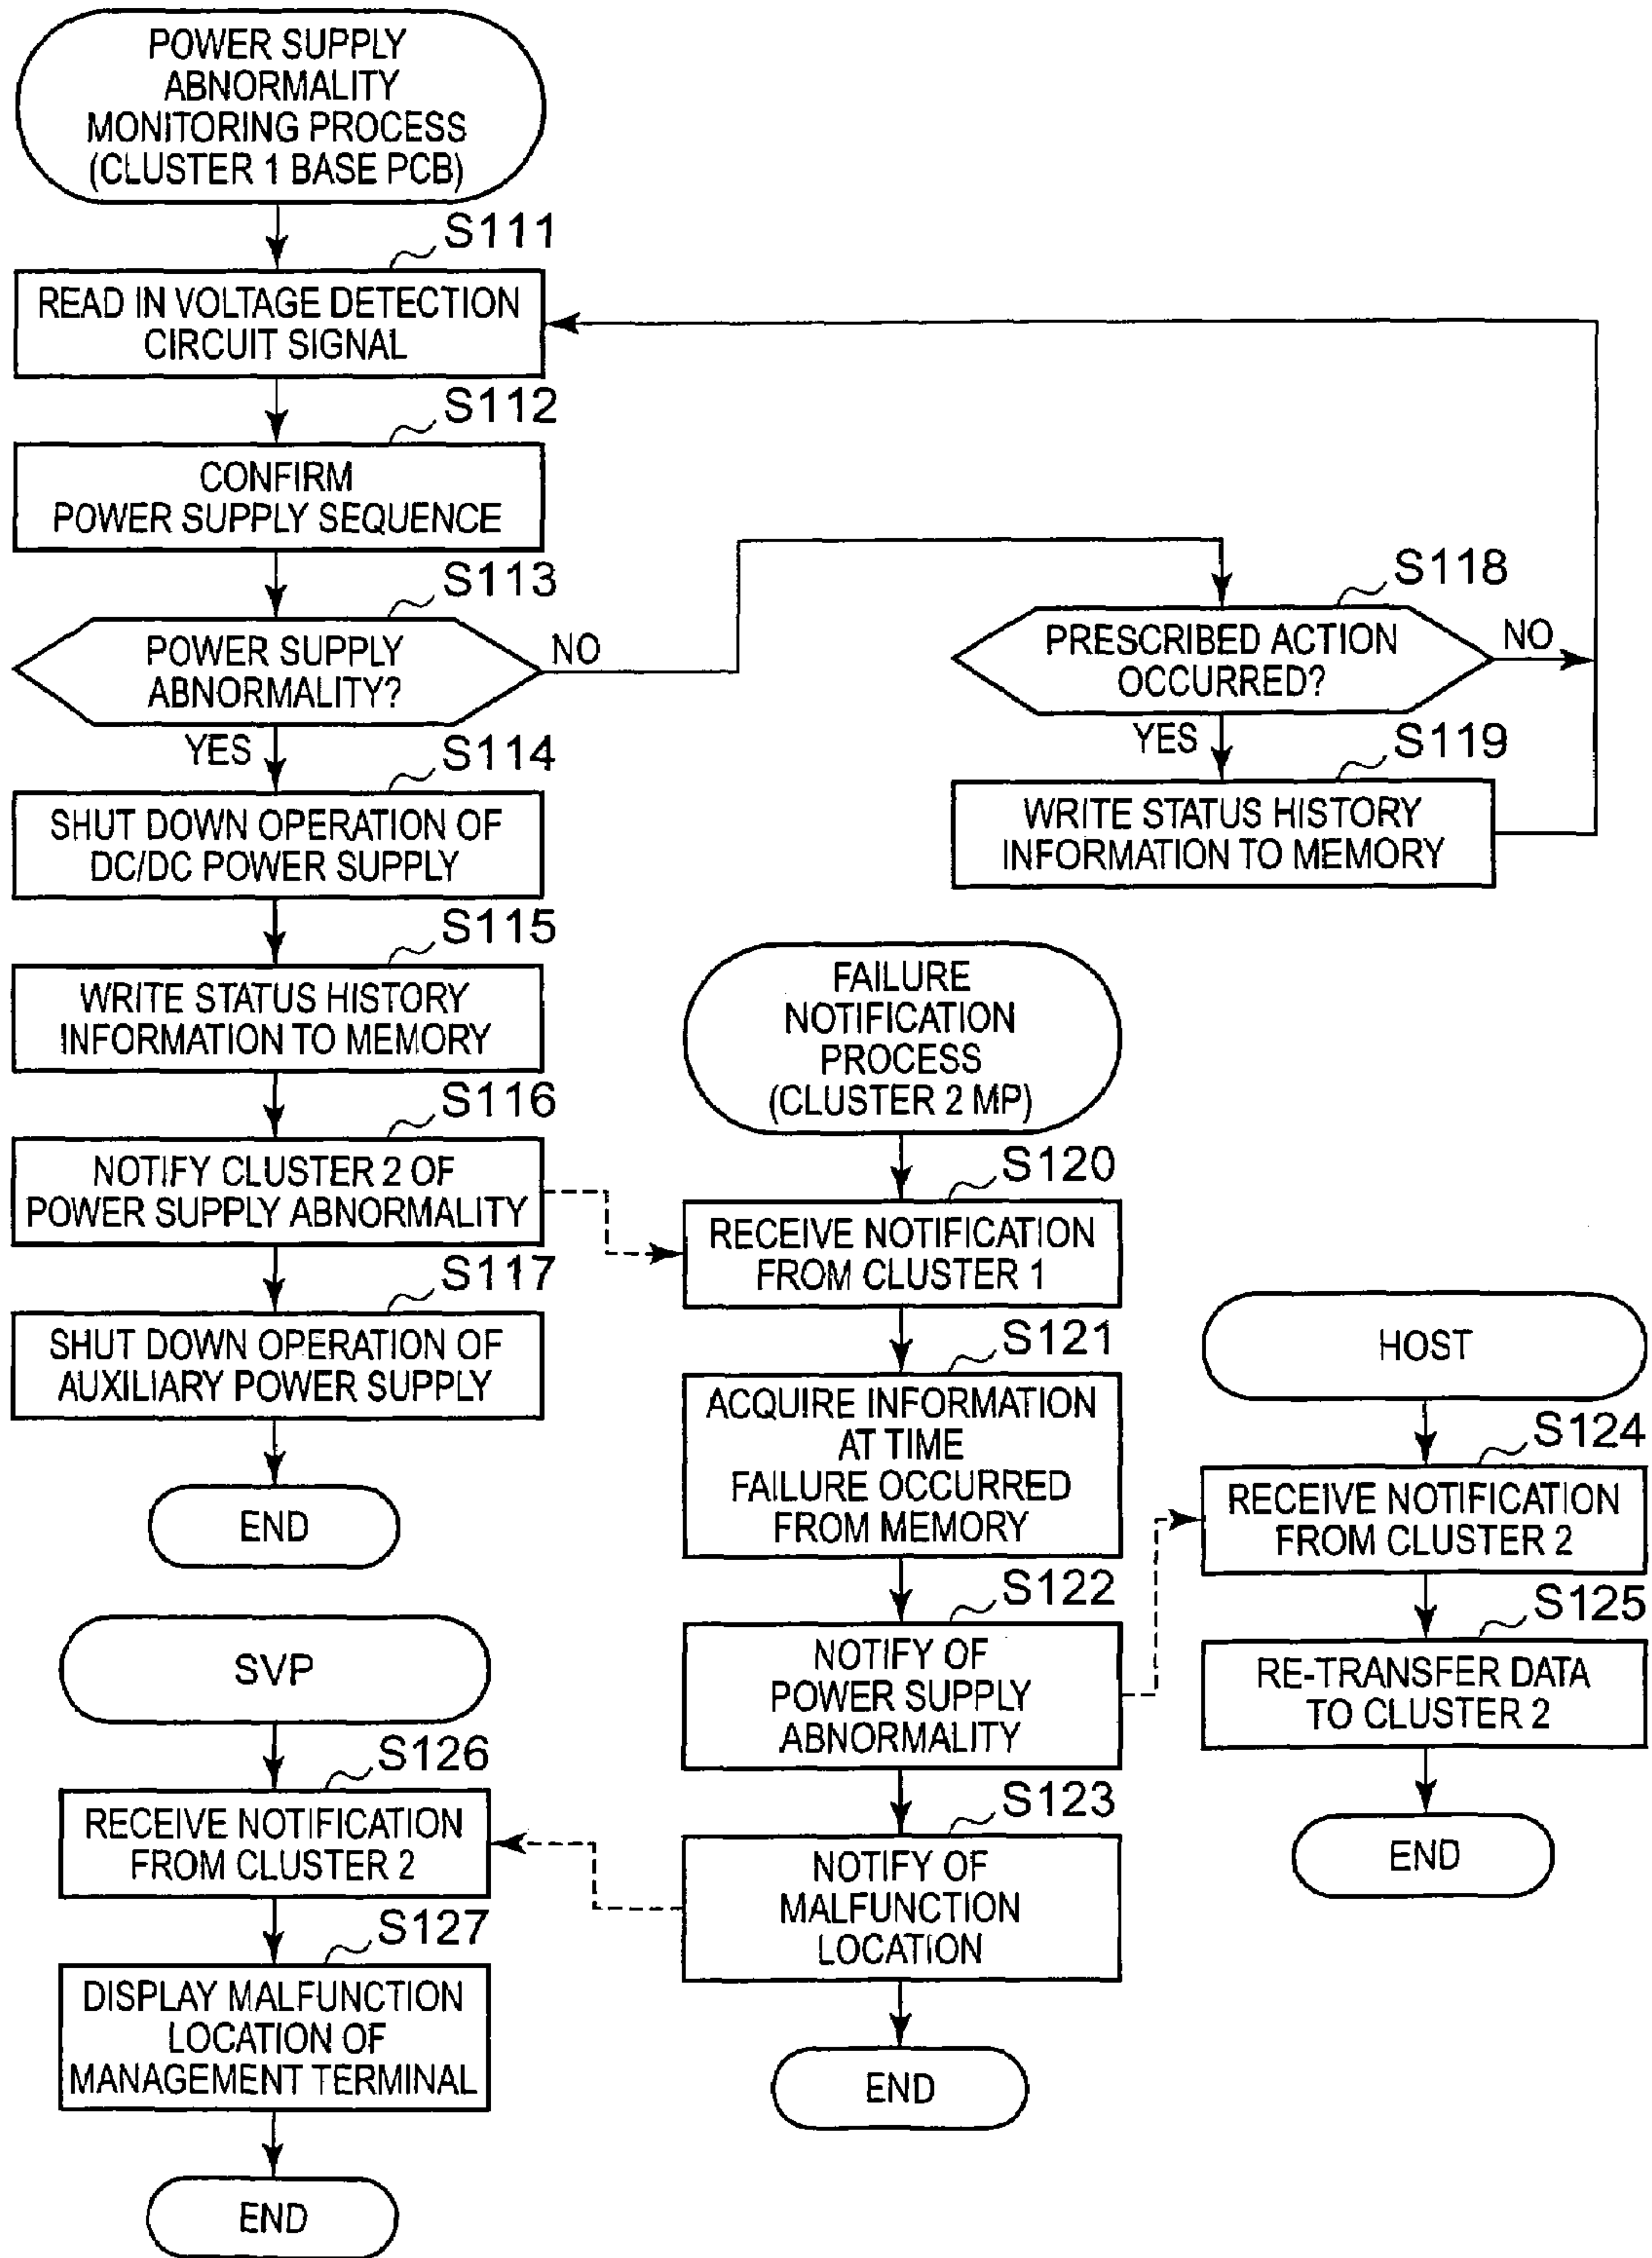 POWER SUPPLY
ABNORMALITY
MONITORING PROCESS
(CLUSTER 1 BASE PCB)
S111
READ IN VOLTAGE DETECTION
CIRCUIT SIGNAL
S112
CONFIRM
POWER SUPPLY SEQUENCE
S113
POWER SUPPLY
ABNORMALITY?
NO
YES
S118
PRESCRIBED ACTION
OCCURRED?
NO
YES
S119
WRITE STATUS HISTORY
INFORMATION TO MEMORY
S114
SHUT DOWN OPERATION OF
DC/DC POWER SUPPLY
S115
WRITE STATUS HISTORY
INFORMATION TO MEMORY
S116
NOTIFY CLUSTER 2 OF
POWER SUPPLY ABNORMALITY
S117
SHUT DOWN OPERATION OF
AUXILIARY POWER SUPPLY
END
FAILURE
NOTIFICATION
PROCESS
(CLUSTER 2 MP)
S120
RECEIVE NOTIFICATION
FROM CLUSTER 1
S121
ACQUIRE INFORMATION
AT TIME
FAILURE OCCURRED
FROM MEMORY
S122
NOTIFY OF
POWER SUPPLY
ABNORMALITY
S123
NOTIFY OF
MALFUNCTION
LOCATION
END
HOST
S124
RECEIVE NOTIFICATION
FROM CLUSTER 2
S125
RE-TRANSFER DATA
TO CLUSTER 2
END
SVP
S126
RECEIVE NOTIFICATION
FROM CLUSTER 2
S127
DISPLAY MALFUNCTION
LOCATION OF
MANAGEMENT TERMINAL
END